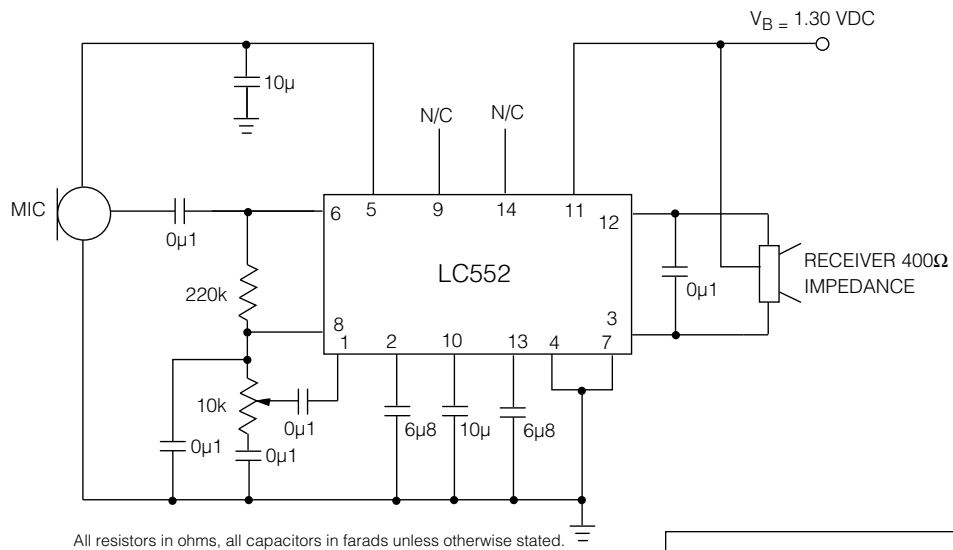 V_B = 1.30 VDC
10µ
N/C
N/C
MIC
6
5
9
14
11
12
0µ1
LC552
RECEIVER 400Ω
IMPEDANCE
0µ1
220k
8
3
1
2
10
13
4
7
10k
0µ1
6µ8
10µ
6µ8
0µ1
0µ1
All resistors in ohms, all capacitors in farads unless otherwise stated.